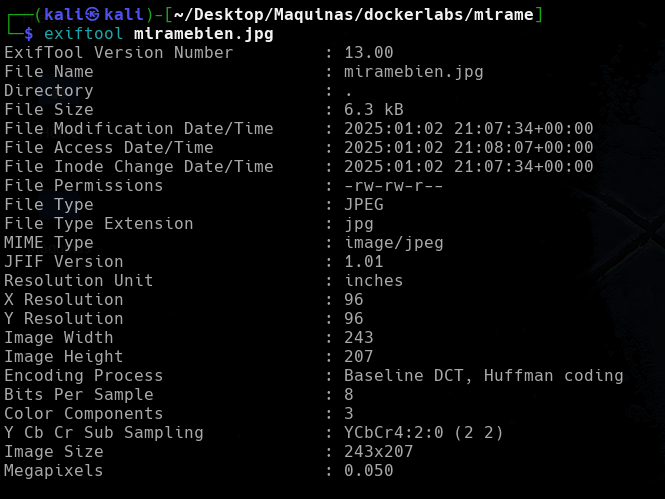 ┌──(kali㉿kali)-[~/Desktop/Maquinas/dockerlabs/mirame]
└─$ exiftool miramebien.jpg
ExifTool Version Number         : 13.00
File Name                       : miramebien.jpg
Directory                       : .
File Size                       : 6.3 kB
File Modification Date/Time     : 2025:01:02 21:07:34+00:00
File Access Date/Time           : 2025:01:02 21:08:07+00:00
File Inode Change Date/Time     : 2025:01:02 21:07:34+00:00
File Permissions                : -rw-rw-r--
File Type                       : JPEG
File Type Extension             : jpg
MIME Type                       : image/jpeg
JFIF Version                    : 1.01
Resolution Unit                 : inches
X Resolution                    : 96
Y Resolution                    : 96
Image Width                     : 243
Image Height                    : 207
Encoding Process                : Baseline DCT, Huffman coding
Bits Per Sample                 : 8
Color Components                : 3
Y Cb Cr Sub Sampling            : YCbCr4:2:0 (2 2)
Image Size                      : 243x207
Megapixels                      : 0.050